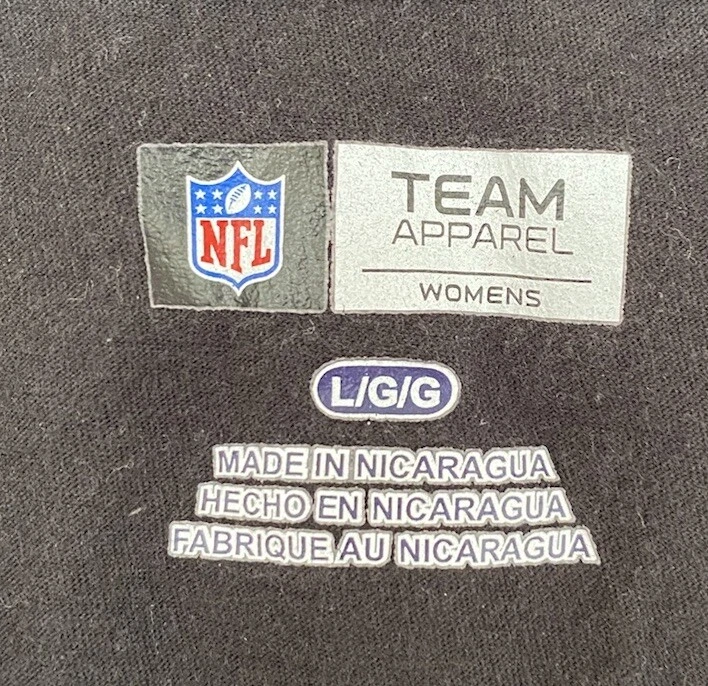 NFL
TEAM
APPAREL
WOMENS
L/G/G
MADE IN NICARAGUA
HECHO EN NICARAGUA
FABRIQUE AU NICARAGUA